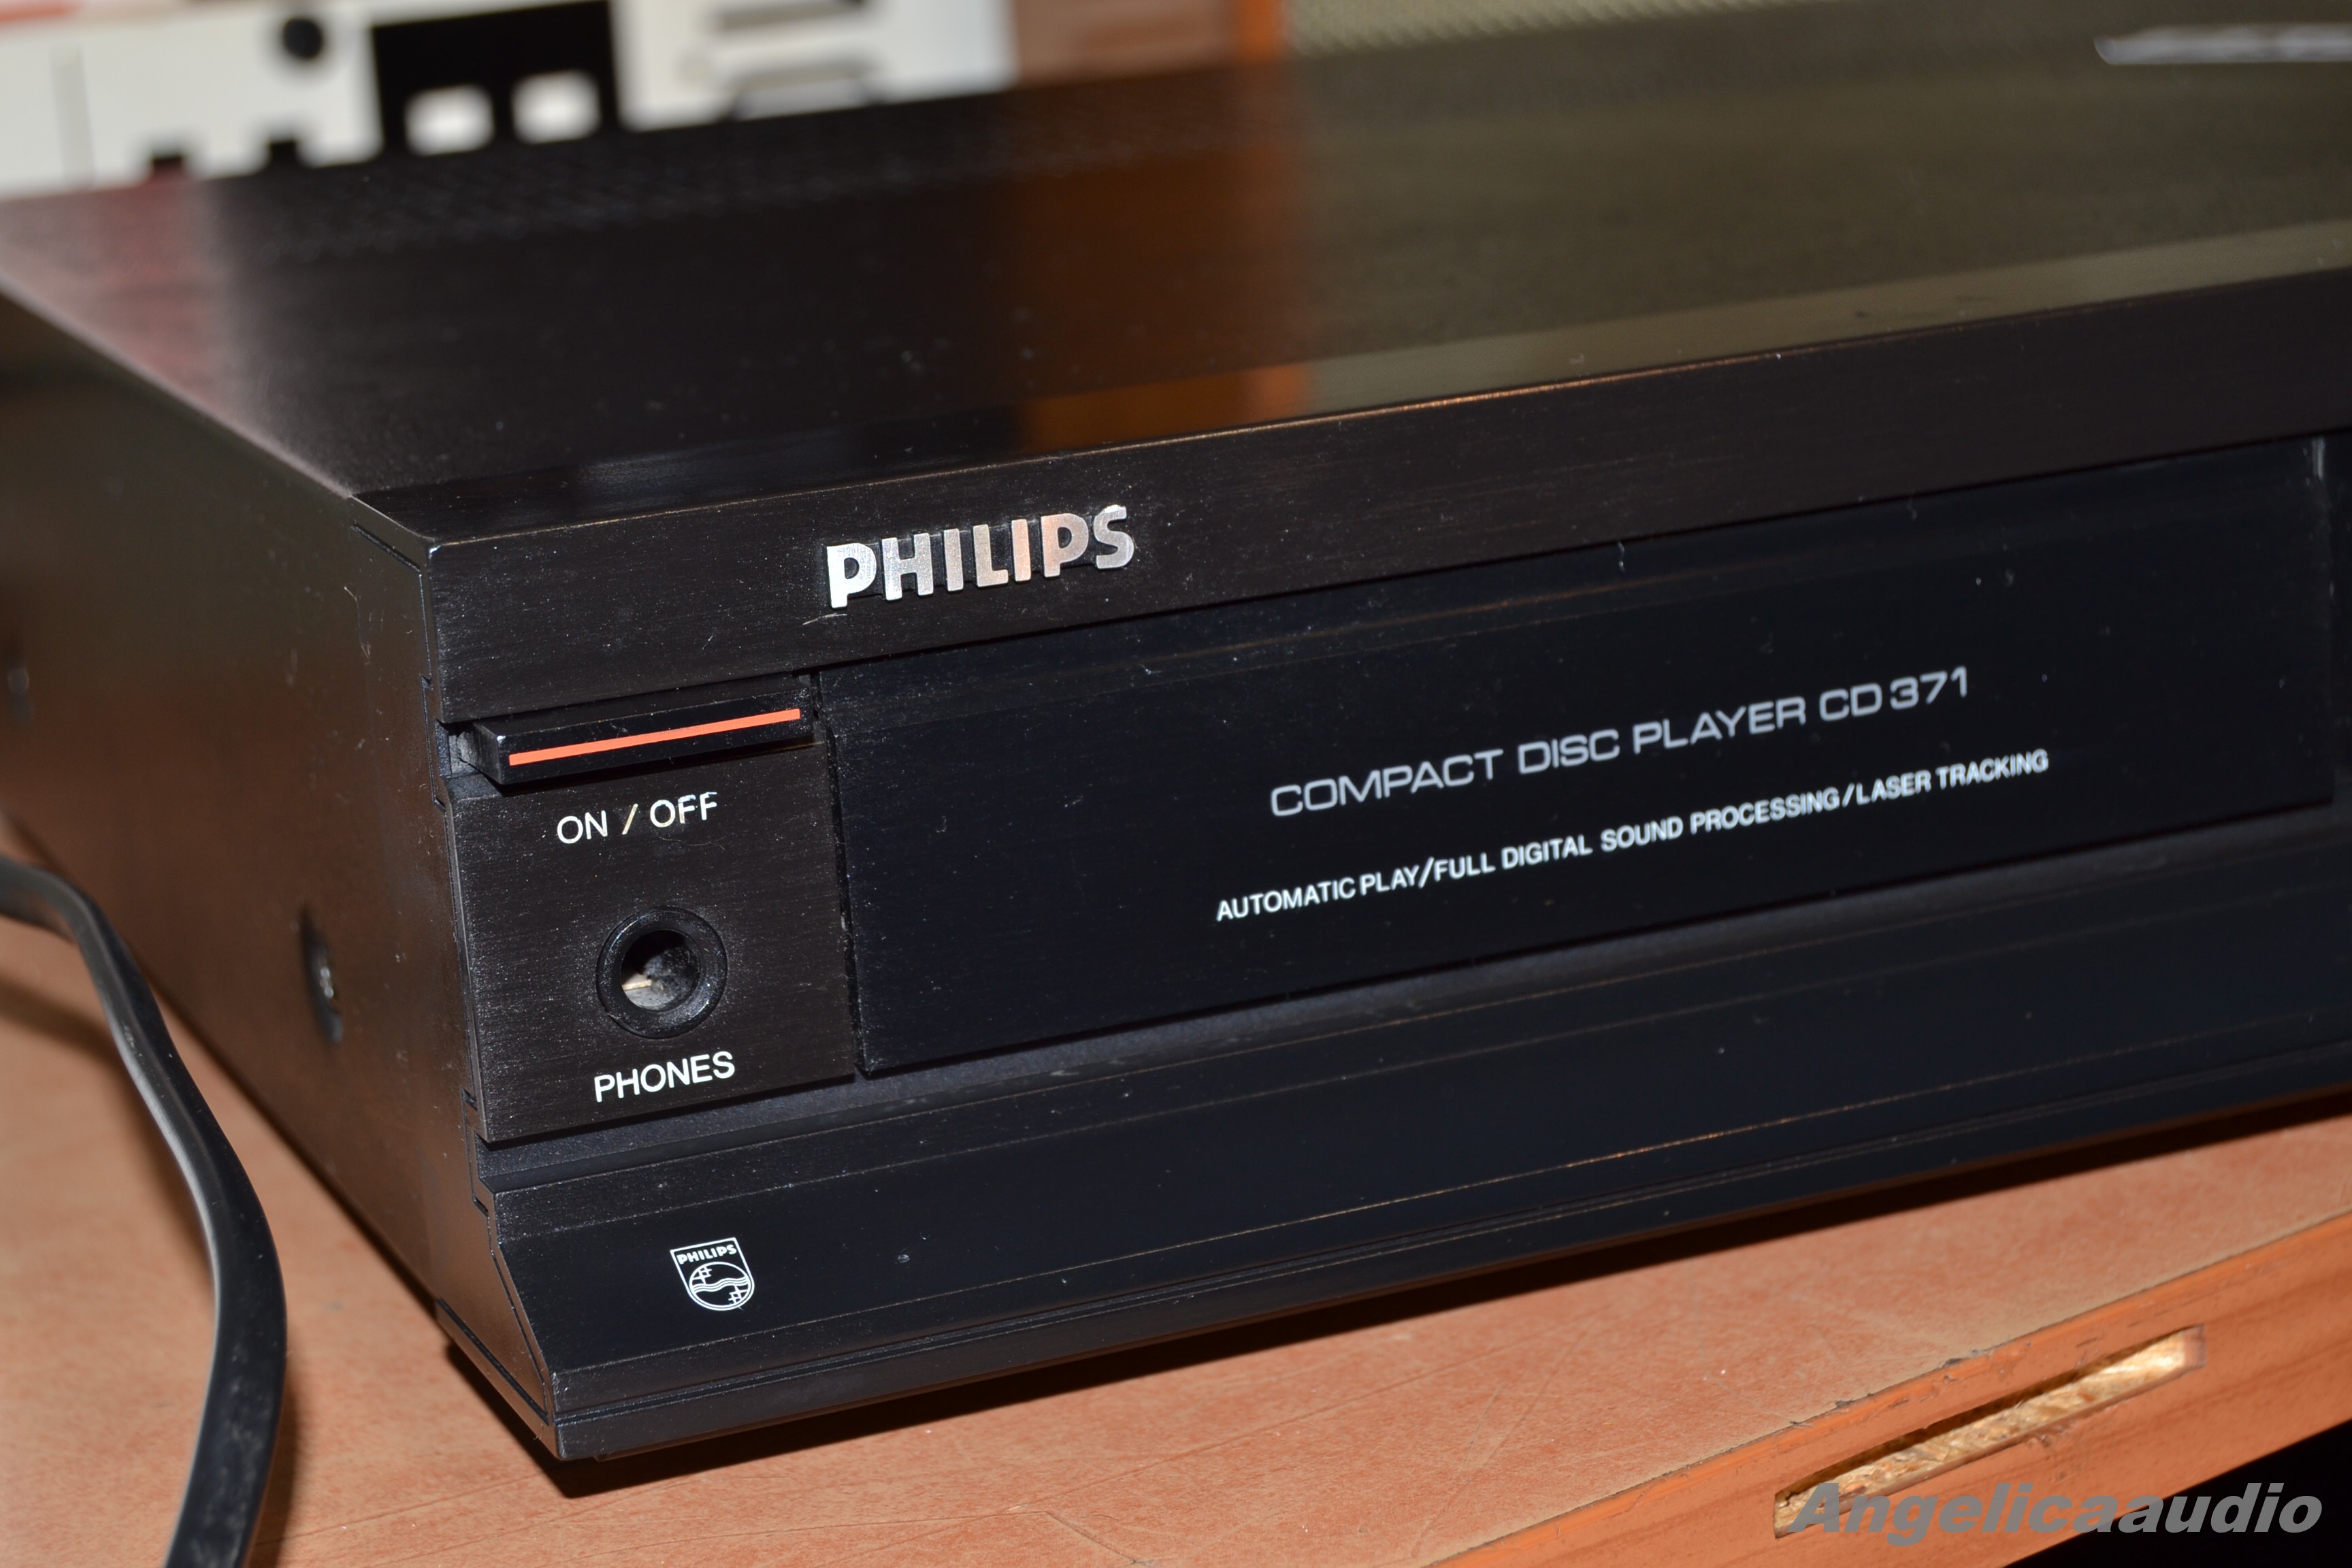 PHILIPS
ON / OFF
COMPACT DISC PLAYER CD 371
AUTOMATIC PLAY/FULL DIGITAL SOUND PROCESSING/LASER TRACKING
PHONES
PHILIPS
Angelicaaudio